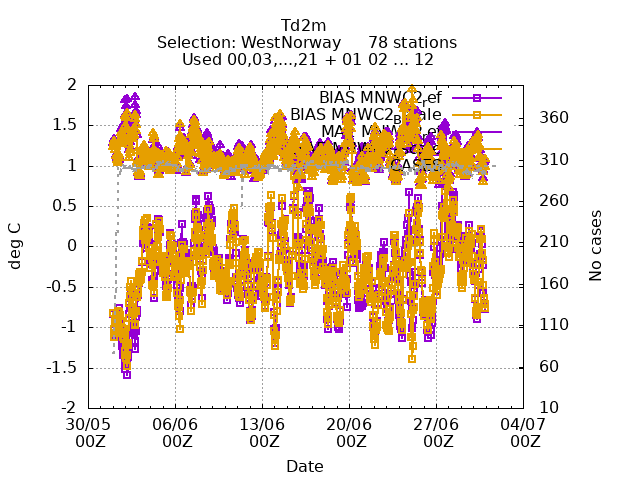 Td2m
Selection: WestNorway 78 stations
Used 00,03,...,21 + 01 02 ... 12
BIAS MNWC2_ref
BIAS MNWC2
CASES
2
1.5
1
0.5
0
-0.5
-1
-1.5
-2
deg C
360
310
260
210
160
110
60
10
No cases
30/05 06/06 13/06 20/06 27/06 04/07
00Z 00Z 00Z 00Z 00Z 00Z
Date